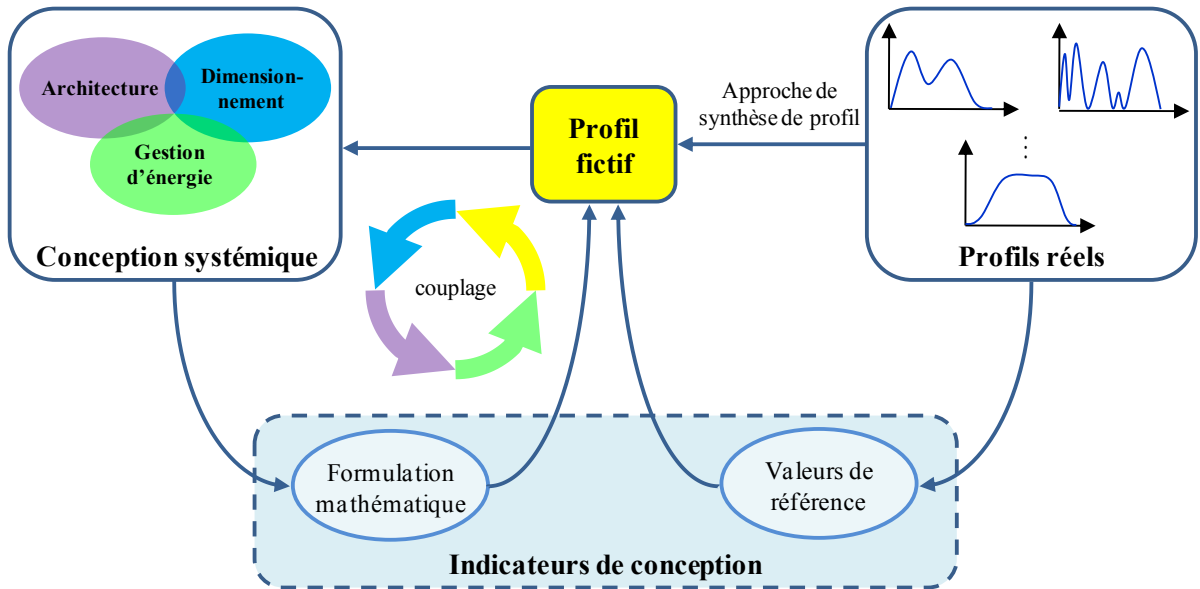 Architecture
Dimension-
nement
Gestion
d'énergie
Conception systémique
Profil
fictif
Approche de
synthèse de profil
Profils réels
couplage
Formulation
mathématique
Valeurs de
référence
Indicateurs de conception